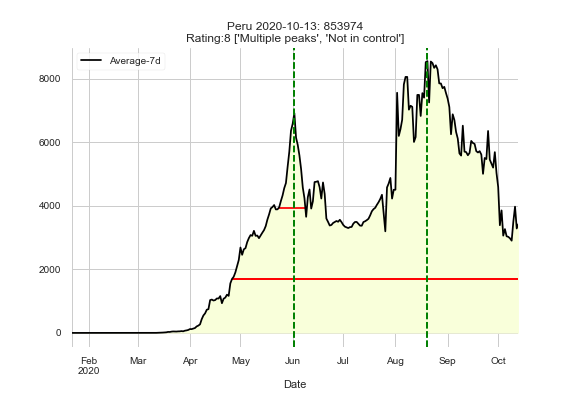 Peru 2020-10-13: 853974
Rating:8 ['Multiple peaks', 'Not in control']
Average-7d
8000
6000
4000
2000
0
Feb Mar Apr May Jun Jul Aug Sep Oct
2020
Date